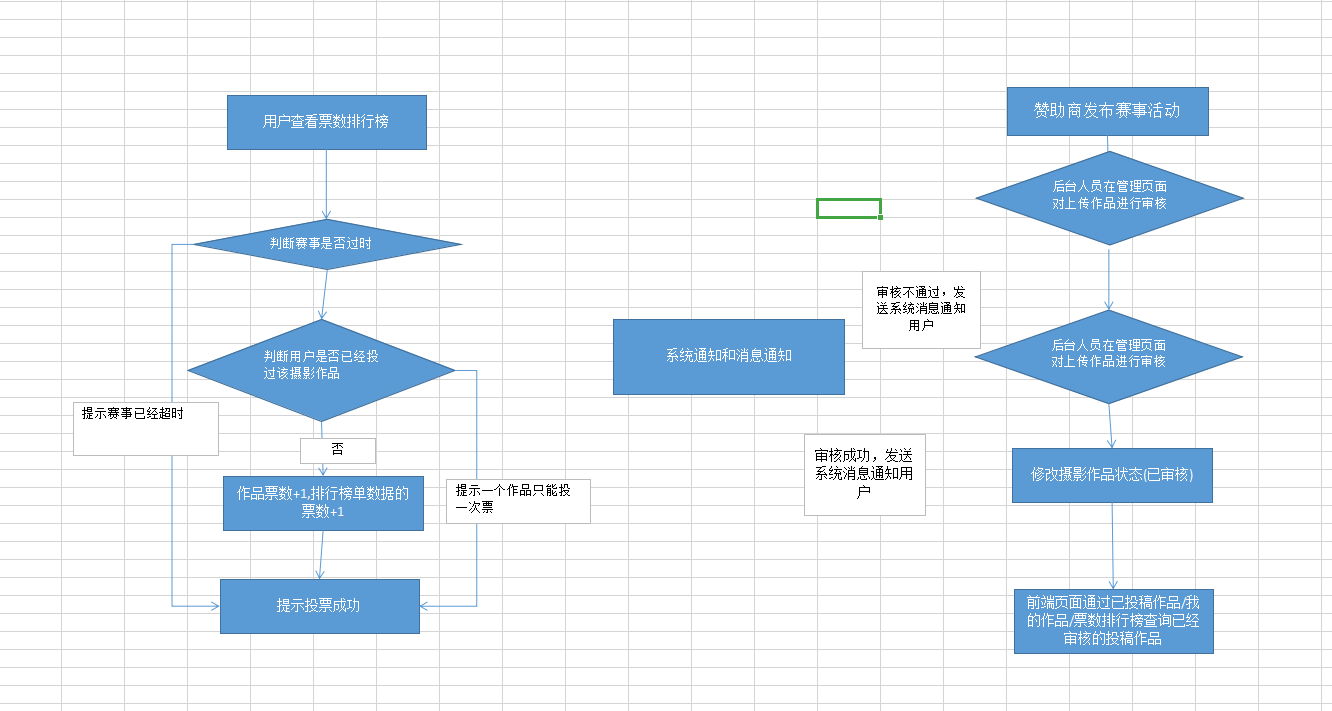 用户查看票数排行榜
判断赛事是否过时
判断用户是否已经投
过该摄影作品
提示赛事已经超时
否
作品票数+1,排行榜单数据的
票数+1
提示一个作品只能投
一次票
提示投票成功
系统通知和消息通知
审核不通过，发
送系统消息通知
用户
审核成功，发送
系统消息通知用
户
赞助商发布赛事活动
后台人员在管理页面
对上传作品进行审核
后台人员在管理页面
对上传作品进行审核
修改摄影作品状态(已审核)
前端页面通过已投稿作品/我
的作品/票数排行榜查询已经
审核的投稿作品